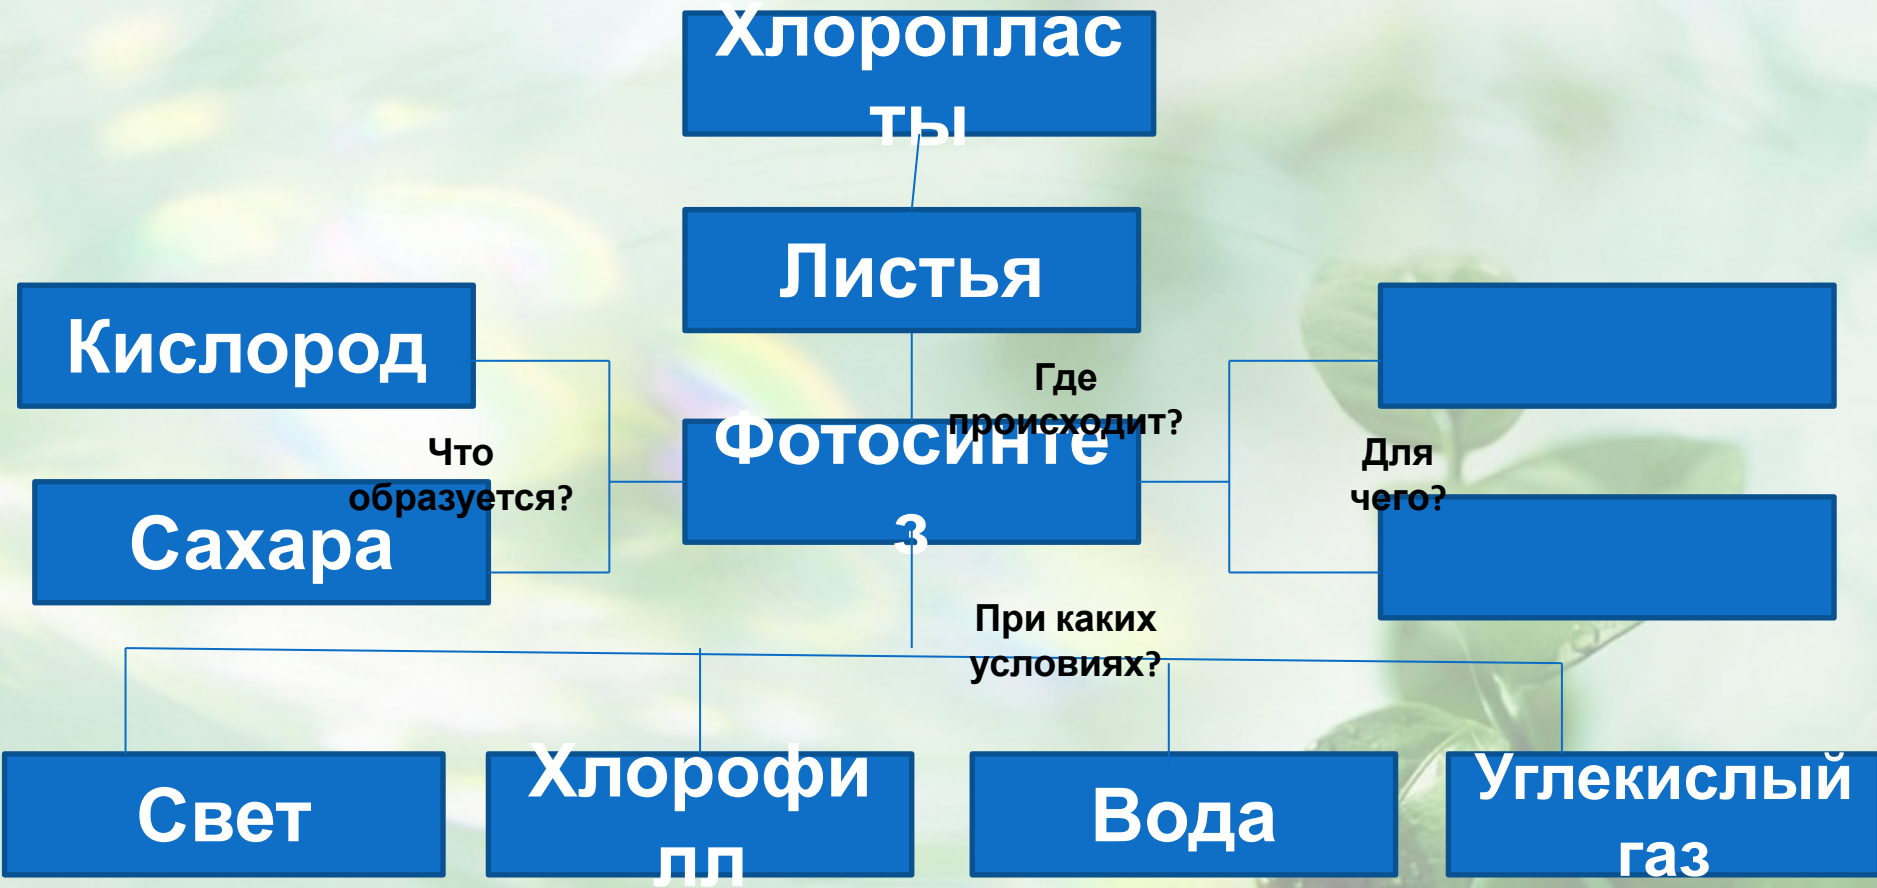 Хлороплас
ты
Листья
Кислород
Где
происходит?
Фотосинте
з
Что
образуется?
Для
чего?
Сахара
При каких
условиях?
Свет
Хлорофи
лл
Вода
Углекислый
газ